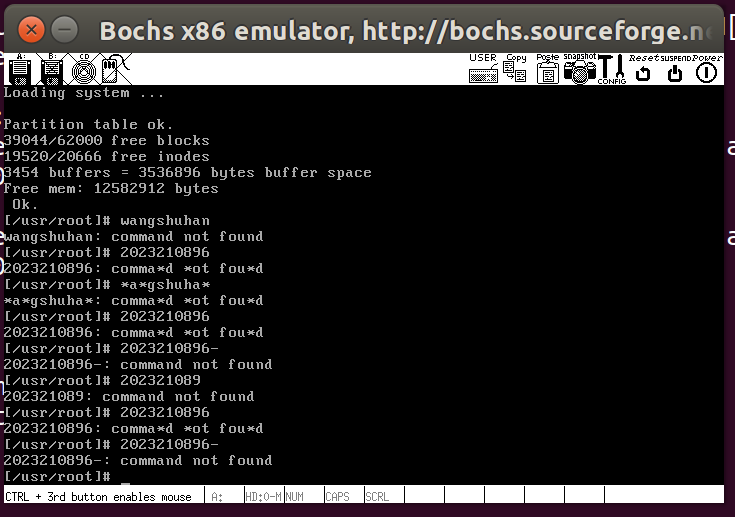 Bochs x86 emulator, http://bochs.sourceforge.ne
A: B: CD USER Copy Paste snapshot CONFIG Reset SUSPEND Power
Loading system ...
Partition table ok.
39044/62000 free blocks
19520/20666 free inodes
3454 buffers = 3536896 bytes buffer space
Free mem: 12582912 bytes
Ok.
[/usr/root]# wangshuhan
wangshuhan: command not found
[/usr/root]# 2023210896
2023210896: comma*d *ot fou*d
[/usr/root]# *a*gshuha*
*a*gshuha*: command *ot fou*d
[/usr/root]# 2023210896
2023210896: comma*d *ot fou*d
[/usr/root]# 2023210896-
2023210896-: command not found
[/usr/root]# 202321089
202321089: command not found
[/usr/root]# 2023210896
2023210896: comma*d *ot fou*d
[/usr/root]# 2023210896-
2023210896-: command not found
[/usr/root]# _
CTRL + 3rd button enables mouse A: HD:0-M NUM CAPS SCRL